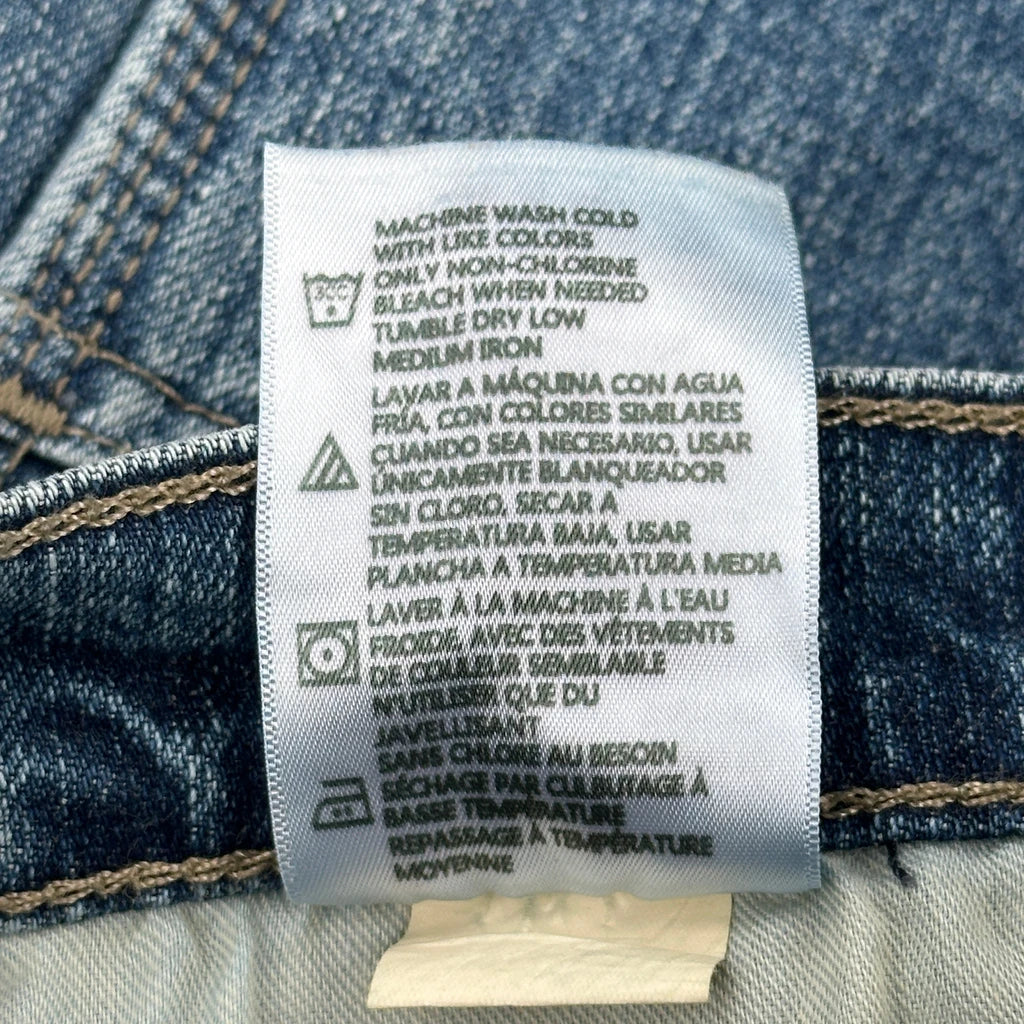 MACHINE WASH COLD
WITH LIKE COLORS
ONLY NON-CHLORINE
BLEACH WHEN NEEDED
TUMBLE DRY LOW
MEDIUM IRON
LAVAR A MÁQUINA CON AGUA
FRÍA, CON COLORES SIMILARES
CUANDO SEA NECESARIO, USAR
ÚNICAMENTE BLANQUEADOR
SIN CLORO, SECAR A
TEMPERATURA BAJA, USAR
PLANCHA A TEMPERATURA MEDIA
LAVER À LA MACHINE À L'EAU
FROIDE, AVEC DES VÊTEMENTS
DE COULEUR SEMBLABLE
N'UTILISER QUE DU
JAVELLISANT
SANS CHLORE AU BESOIN
SÉCHAGE PAR CULBUTAGE À
BASSE TEMPÉRATURE
REPASSAGE À TEMPÉRATURE
MOYENNE